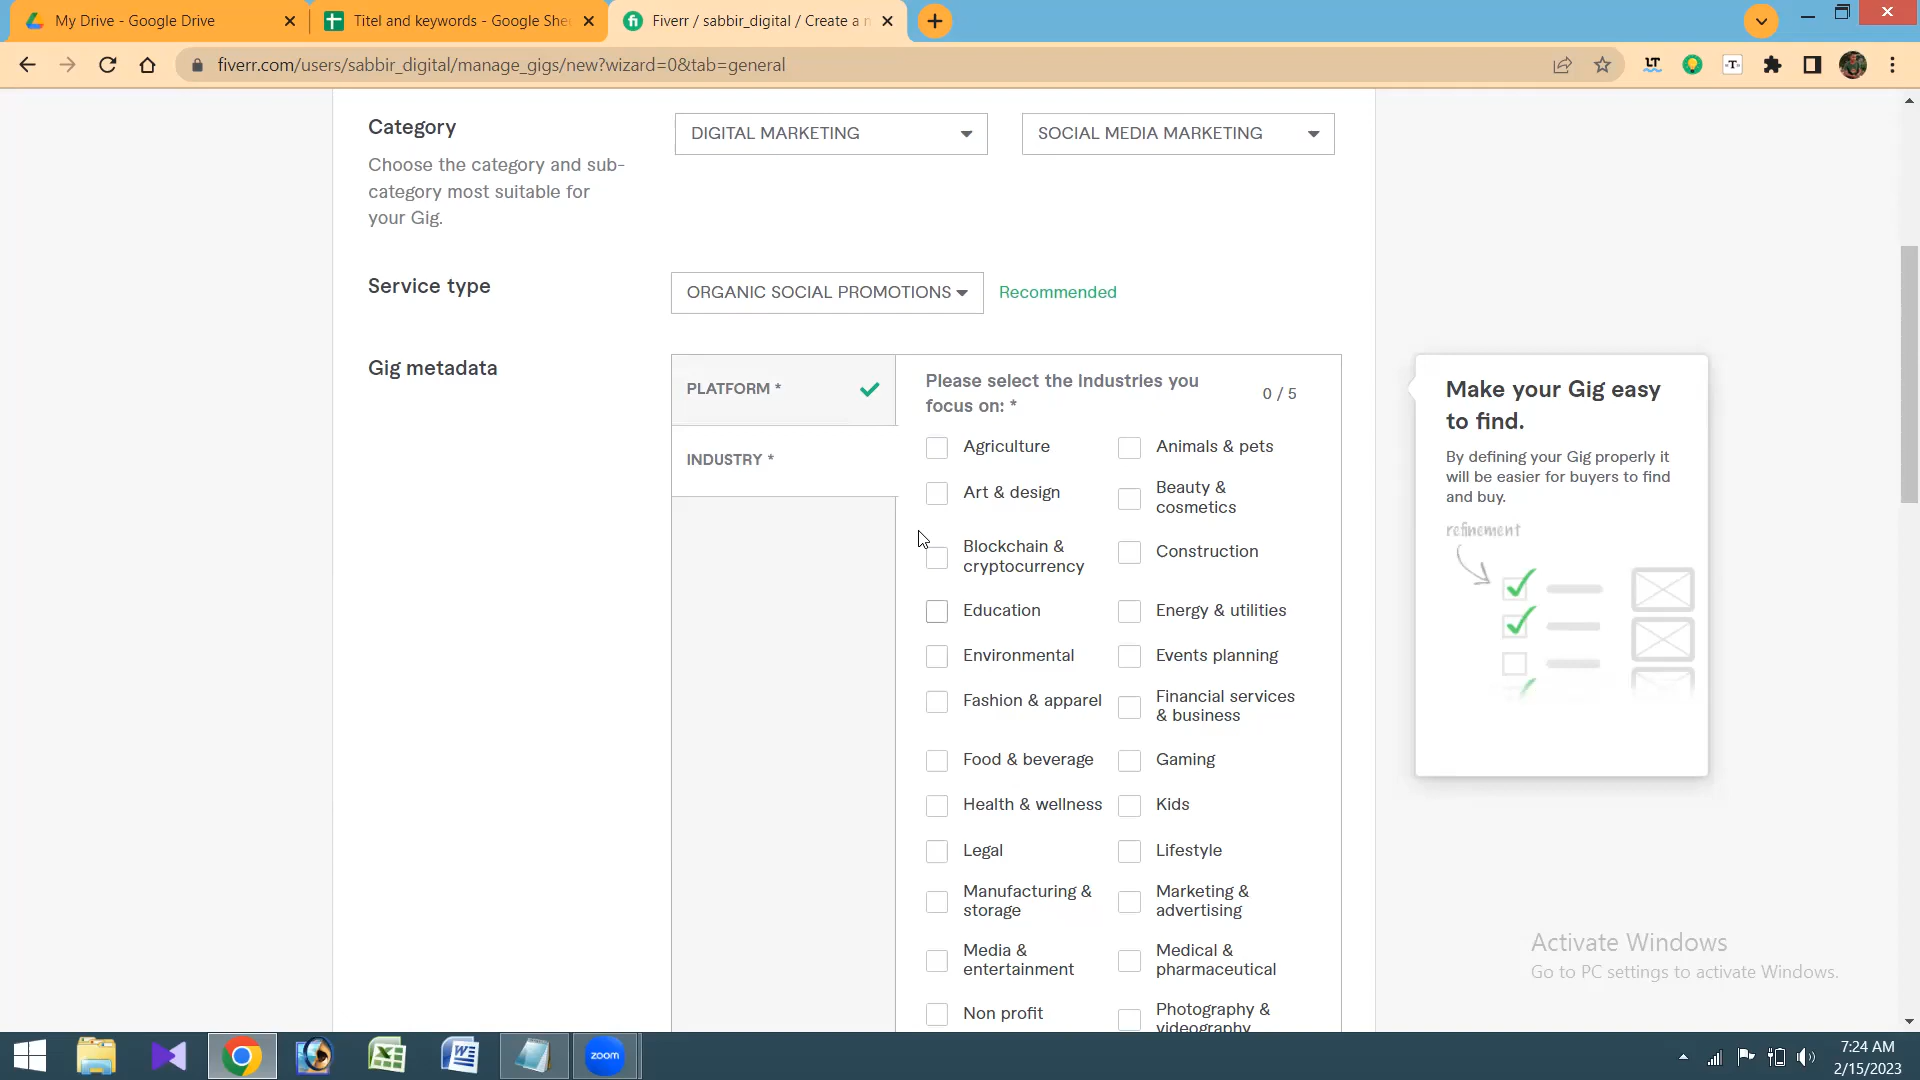 My Drive - Google Drive
Titel and keywords - Google She
Fiverr / sabbir_digital / Create a n
fiverr.com/users/sabbir_digital/manage_gigs/new?wizard=0&tab=general
Category
DIGITAL MARKETING
SOCIAL MEDIA MARKETING
Choose the category and sub-
category most suitable for
your Gig.
Service type
ORGANIC SOCIAL PROMOTIONS
Recommended
Gig metadata
PLATFORM *
INDUSTRY *
Please select the industries you
focus on: *
0 / 5
Agriculture
Animals & pets
Art & design
Beauty &
cosmetics
Blockchain &
cryptocurrency
Construction
Education
Energy & utilities
Environmental
Events planning
Fashion & apparel
Financial services
& business
Food & beverage
Gaming
Health & wellness
Kids
Legal
Lifestyle
Manufacturing &
storage
Marketing &
advertising
Media &
entertainment
Medical &
pharmaceutical
Non profit
Photography &
videography
Make your Gig easy
to find.
By defining your Gig properly it
will be easier for buyers to find
and buy.
refinement
Activate Windows
Go to PC settings to activate Windows.
zoom
7:24 AM
2/15/2023